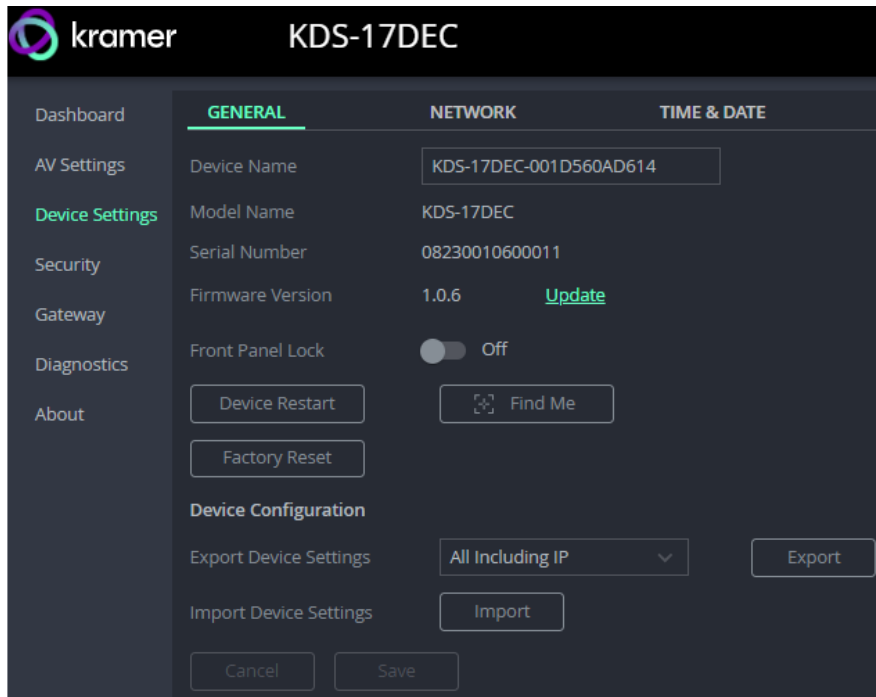 kramer KDS-17DEC
Dashboard
AV Settings
Device Settings
Security
Gateway
Diagnostics
About
GENERAL NETWORK TIME & DATE
Device Name KDS-17DEC-001D560AD614
Model Name KDS-17DEC
Serial Number 08230010600011
Firmware Version 1.0.6 Update
Front Panel Lock Off
Device Restart Find Me
Factory Reset
Device Configuration
Export Device Settings All Including IP Export
Import Device Settings Import
Cancel Save